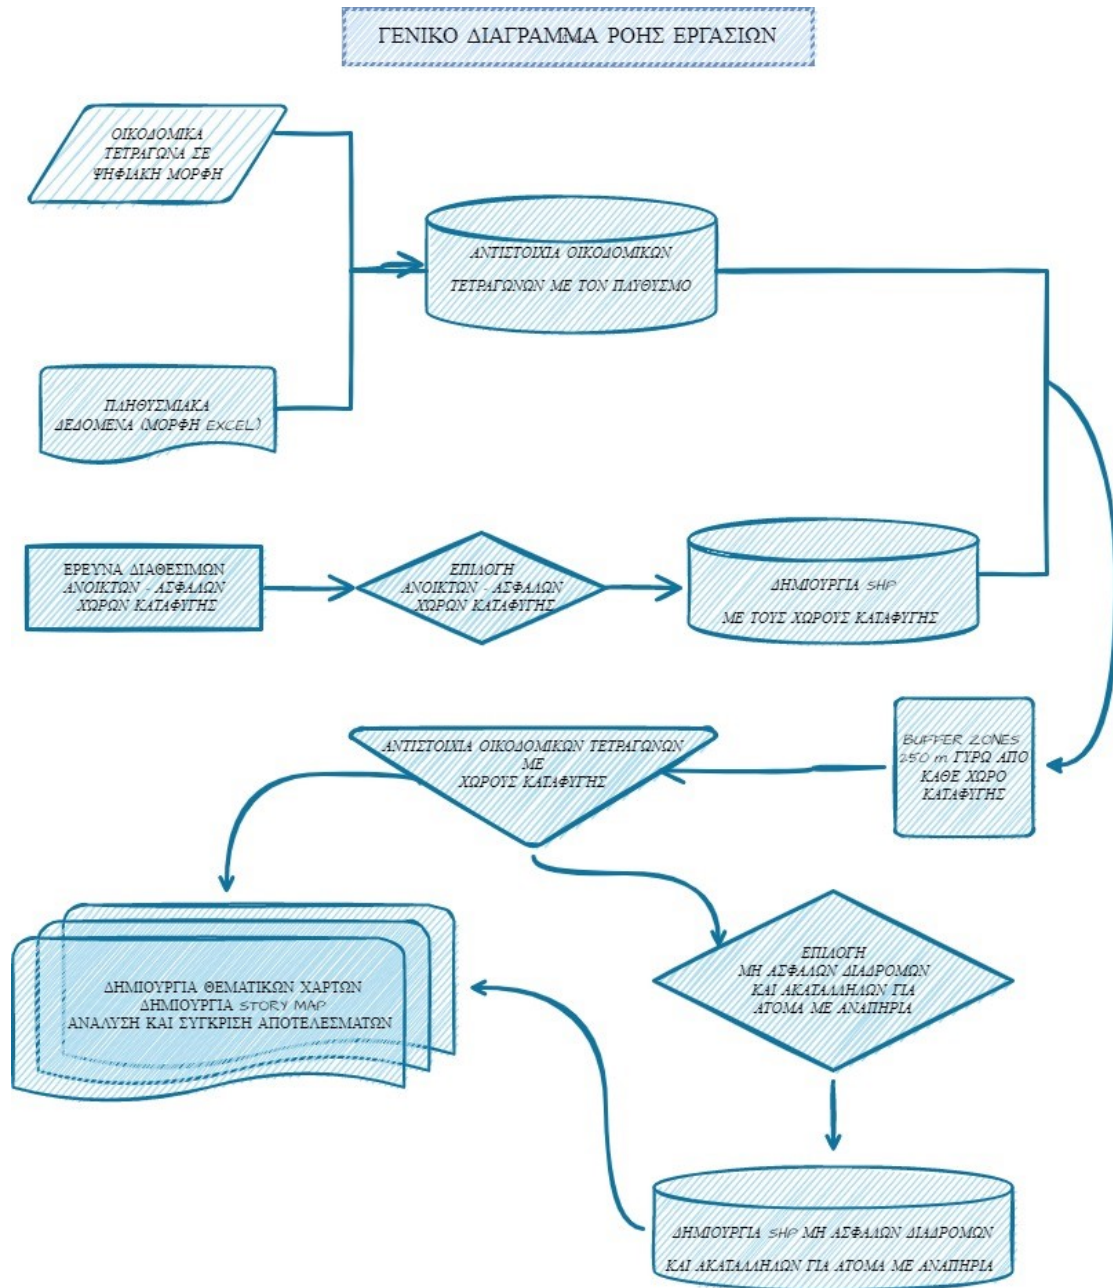 ΓΕΝΙΚΟ ΔΙΑΓΡΑΜΜΑ ΡΟΗΣ ΕΡΓΑΣΙΩΝ
ΟΙΚΟΔΟΜΙΚΑ
ΤΕΤΡΑΓΩΝΑ ΣΕ
ΨΗΦΙΑΚΗ ΜΟΡΦΗ
ΑΝΤΙΣΤΟΙΧΙΑ ΟΙΚΟΔΟΜΙΚΩΝ
ΤΕΤΡΑΓΩΝΩΝ ΜΕ ΤΟΝ ΠΛΥΘΥΣΜΟ
ΠΛΗΘΥΣΜΙΑΚΑ
ΔΕΔΟΜΕΝΑ (ΜΟΡΦΗ EXCEL)
ΕΡΕΥΝΑ ΔΙΑΘΕΣΙΜΩΝ
ΑΝΟΙΚΤΩΝ - ΑΣΦΑΛΩΝ
ΧΩΡΩΝ ΚΑΤΑΦΥΓΗΣ
ΕΠΙΛΟΓΗ
ΑΝΟΙΚΤΩΝ - ΑΣΦΑΛΩΝ
ΧΩΡΩΝ ΚΑΤΑΦΥΓΗΣ
ΔΗΜΙΟΥΡΓΙΑ SHP
ΜΕ ΤΟΥΣ ΧΩΡΟΥΣ ΚΑΤΑΦΥΓΗΣ
BUFFER ZONES
250 m ΓΥΡΩ ΑΠΟ
ΚΑΘΕ ΧΩΡΟ
ΚΑΤΑΦΥΓΗΣ
ΑΝΤΙΣΤΟΙΧΙΑ ΟΙΚΟΔΟΜΙΚΩΝ ΤΕΤΡΑΓΩΝΩΝ
ΜΕ
ΧΩΡΟΥΣ ΚΑΤΑΦΥΓΗΣ
ΕΠΙΛΟΓΗ
ΜΗ ΑΣΦΑΛΩΝ ΔΙΑΔΡΟΜΩΝ
ΚΑΙ ΑΚΑΤΑΛΛΗΛΩΝ ΓΙΑ
ΑΤΟΜΑ ΜΕ ΑΝΑΠΗΡΙΑ
ΔΗΜΙΟΥΡΓΙΑ ΘΕΜΑΤΙΚΩΝ ΧΑΡΤΩΝ
ΔΗΜΙΟΥΡΓΙΑ STORY MAP
ΑΝΑΛΥΣΗ ΚΑΙ ΣΥΓΚΡΙΣΗ ΑΠΟΤΕΛΕΣΜΑΤΩΝ
ΔΗΜΙΟΥΡΓΙΑ SHP ΜΗ ΑΣΦΑΛΩΝ ΔΙΑΔΡΟΜΩΝ
ΚΑΙ ΑΚΑΤΑΛΛΗΛΩΝ ΓΙΑ ΑΤΟΜΑ ΜΕ ΑΝΑΠΗΡΙΑ